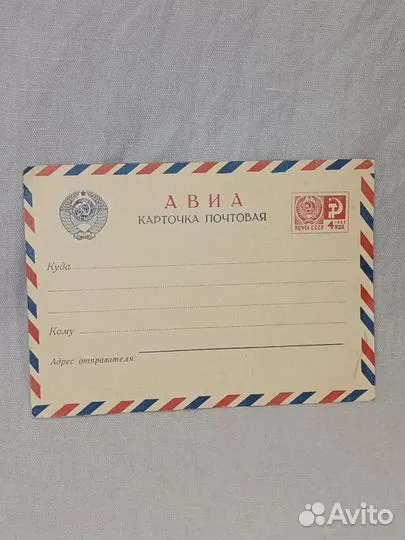 АВИА
КАРТОЧКА ПОЧТОВАЯ
ПОЧТА СССР
4 КОП.
Куда
Кому
Адрес отправителя:
Avito